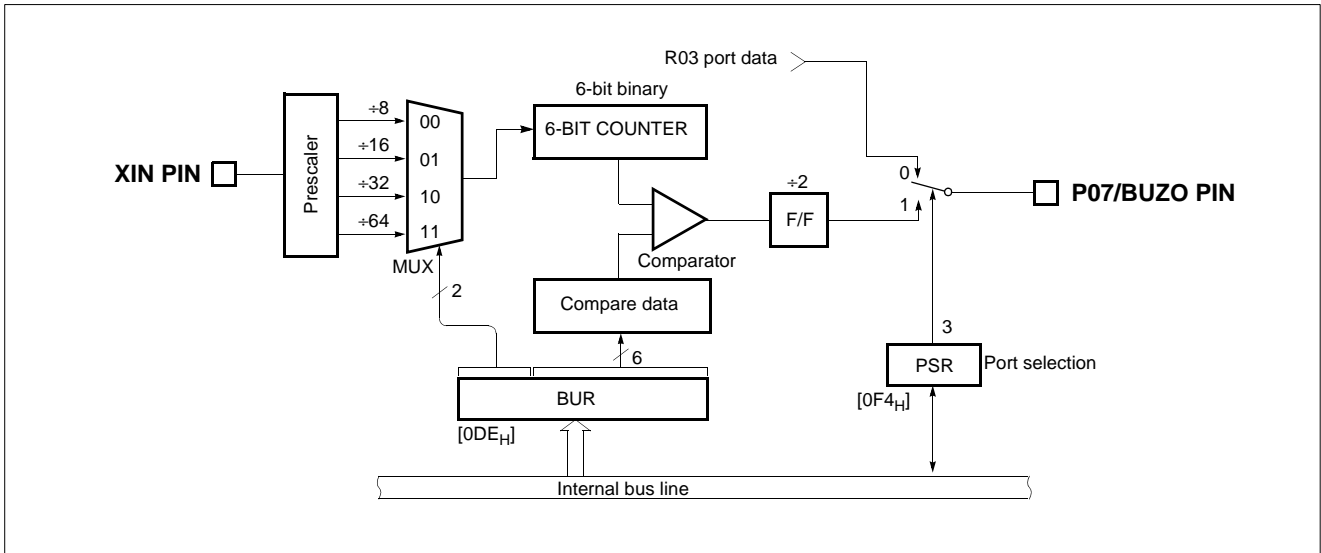 R03 port data
6-bit binary
÷8
00
6-BIT COUNTER
Prescaler
÷16
01
XIN PIN
÷32
10
÷64
11
MUX
÷2
F/F
0
1
P07/BUZO PIN
Comparator
2
Compare data
6
3
PSR
Port selection
[0F4H]
BUR
[0DEH]
Internal bus line